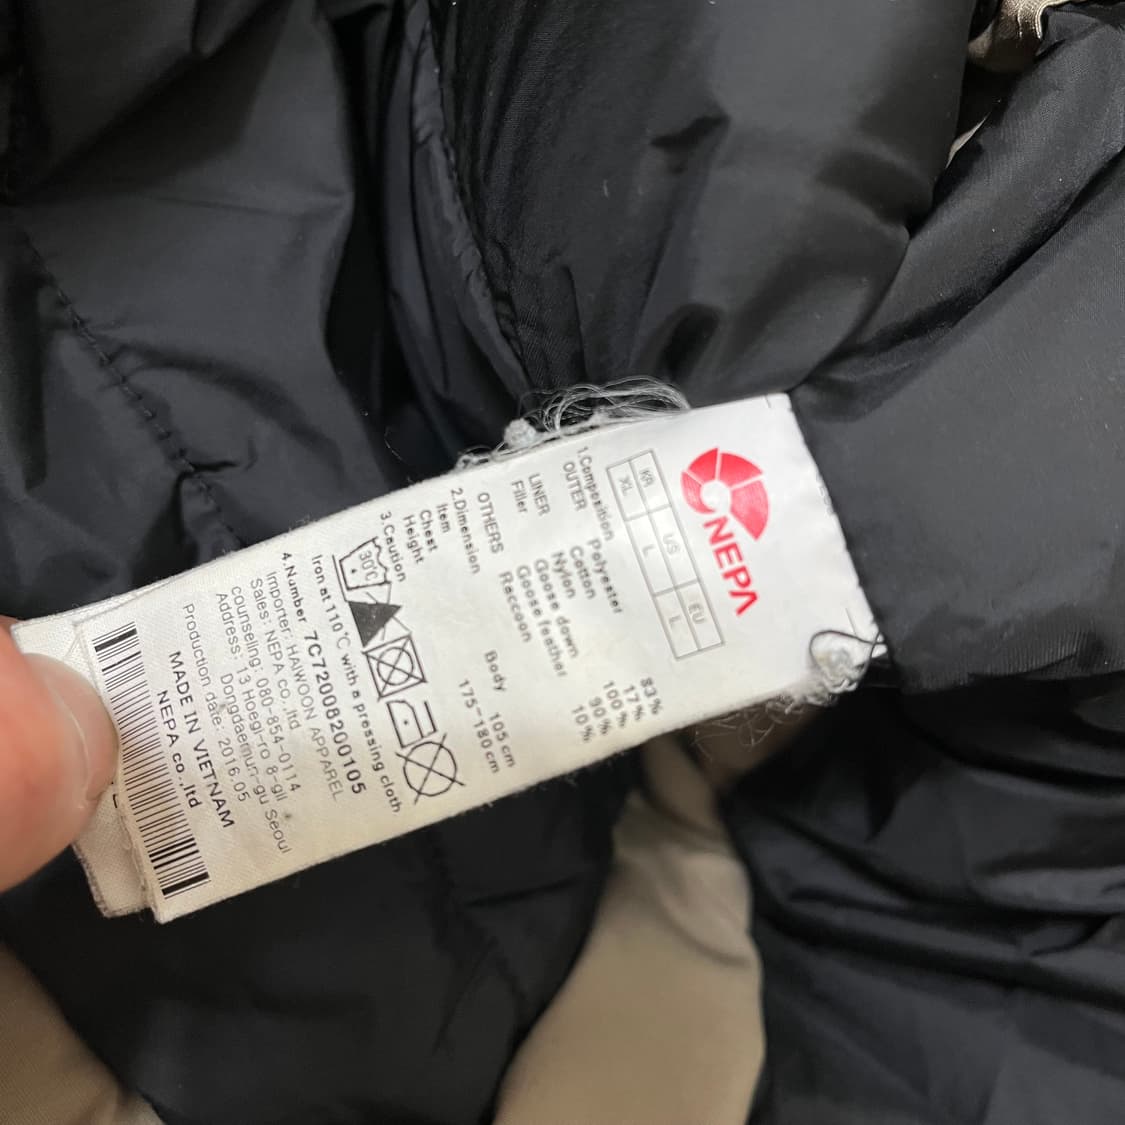 NEPA
KR US EU
XL L L
1.Composition
OUTER Polyester 83%
Cotton 17%
LINER Nylon 100%
Filler Goose down 90%
Goose feather 10%
OTHERS Raccoon
2.Dimension
Item Body
Chest 105cm
Height 175~180cm
3.Caution
30℃
Iron at 110℃ with a pressing cloth.
4.Number 7C72008200105
Importer: HAIWOON APPAREL
Sales: NEPA co.,ltd
counseling: 080-854-0114
Address: 13 Hoegi-ro 8-gil
Dongdaemun-gu Seoul
Production date: 2016.05
MADE IN VIETNAM
NEPA co.,ltd